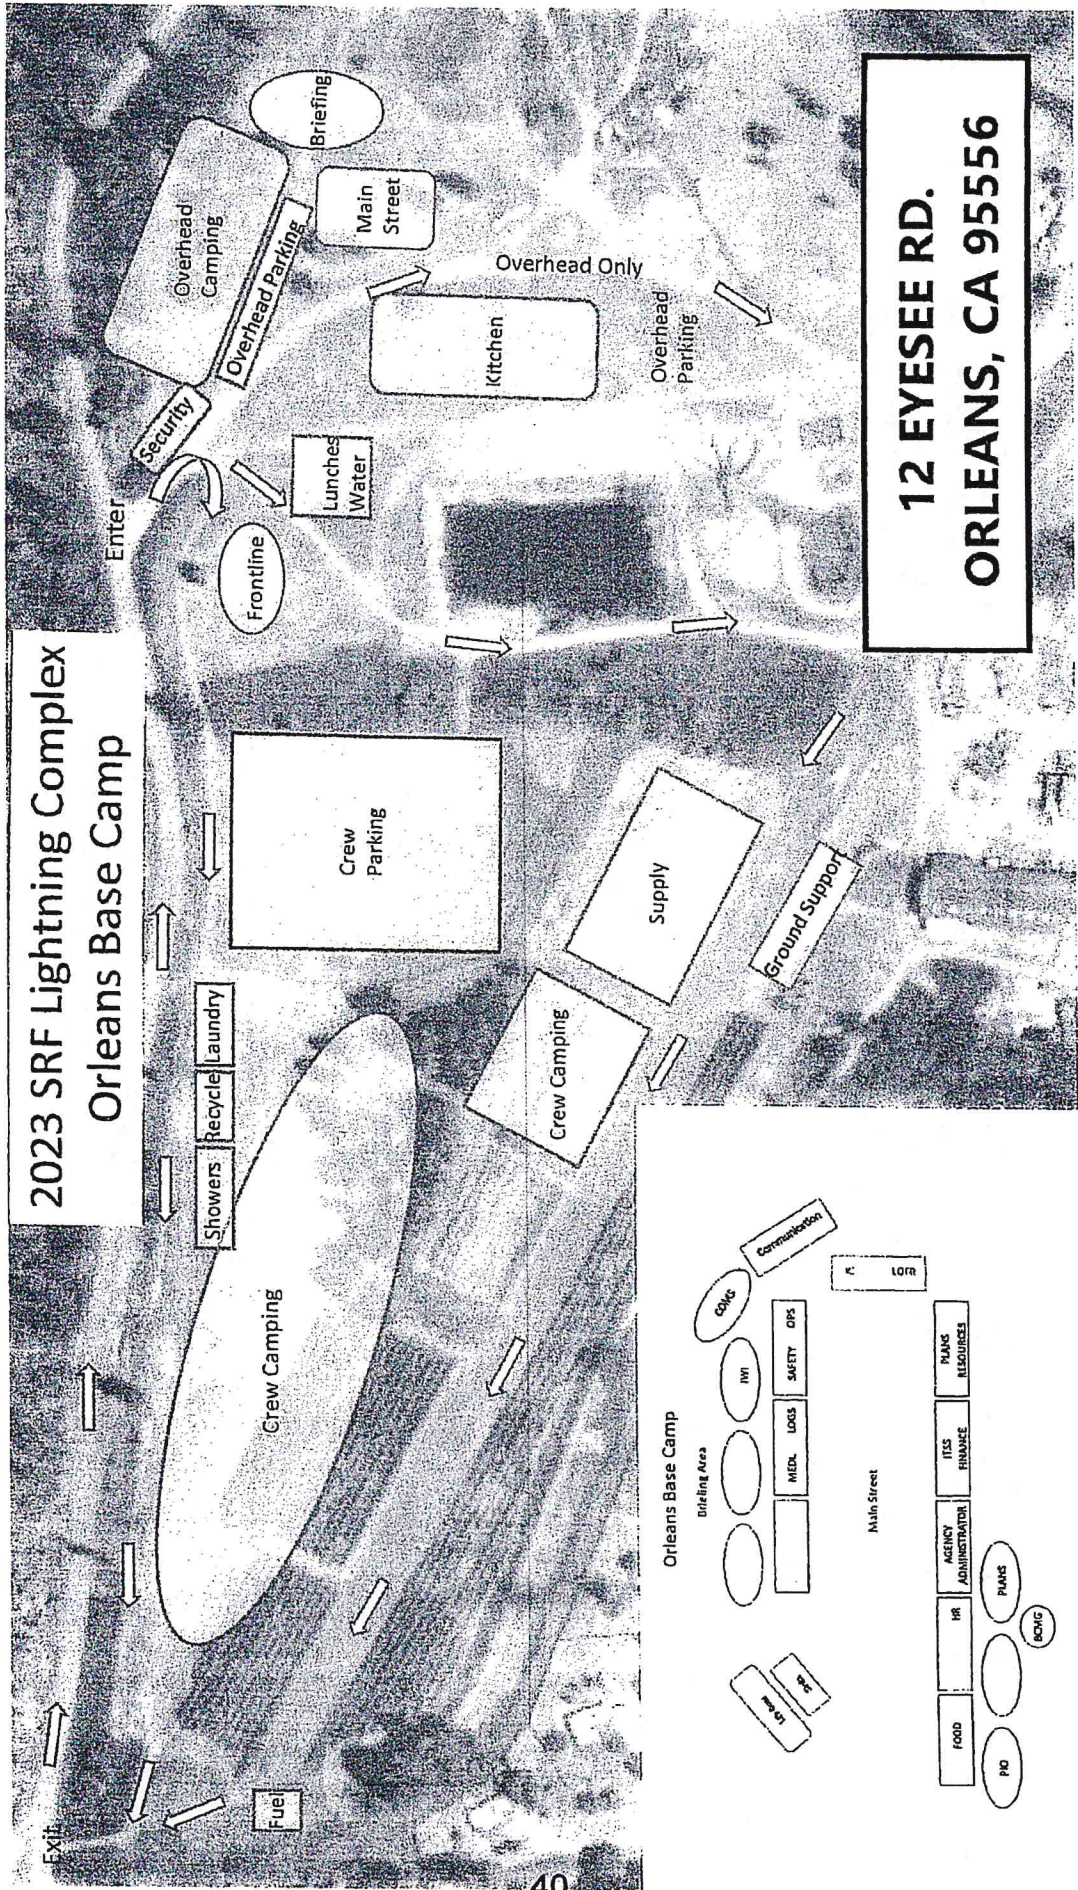 2023 SRF Lightning Complex
Orleans Base Camp
Exit
Enter
Security
Overhead
Camping
Overhead Parking
Briefing
Main
Street
Overhead Only
Overhead
Parking
Kitchen
Lunches
Water
Frontline
Crew
Parking
Laundry
Recycle
Showers
Crew Camping
Supply
Ground Support
Crew Camping
Fuel
12 EYESEE RD.
ORLEANS, CA 95556
Orleans Base Camp
Briefing Area
COMS
Communication
IWI
MEDL LOGS
SAFETY OPS
LOFR
Main Street
FOOD
HR
AGENCY
ADMINISTRATOR
ITSS
FINANCE
PLANS
RESOURCES
PIO
PLANS
BCMG
40